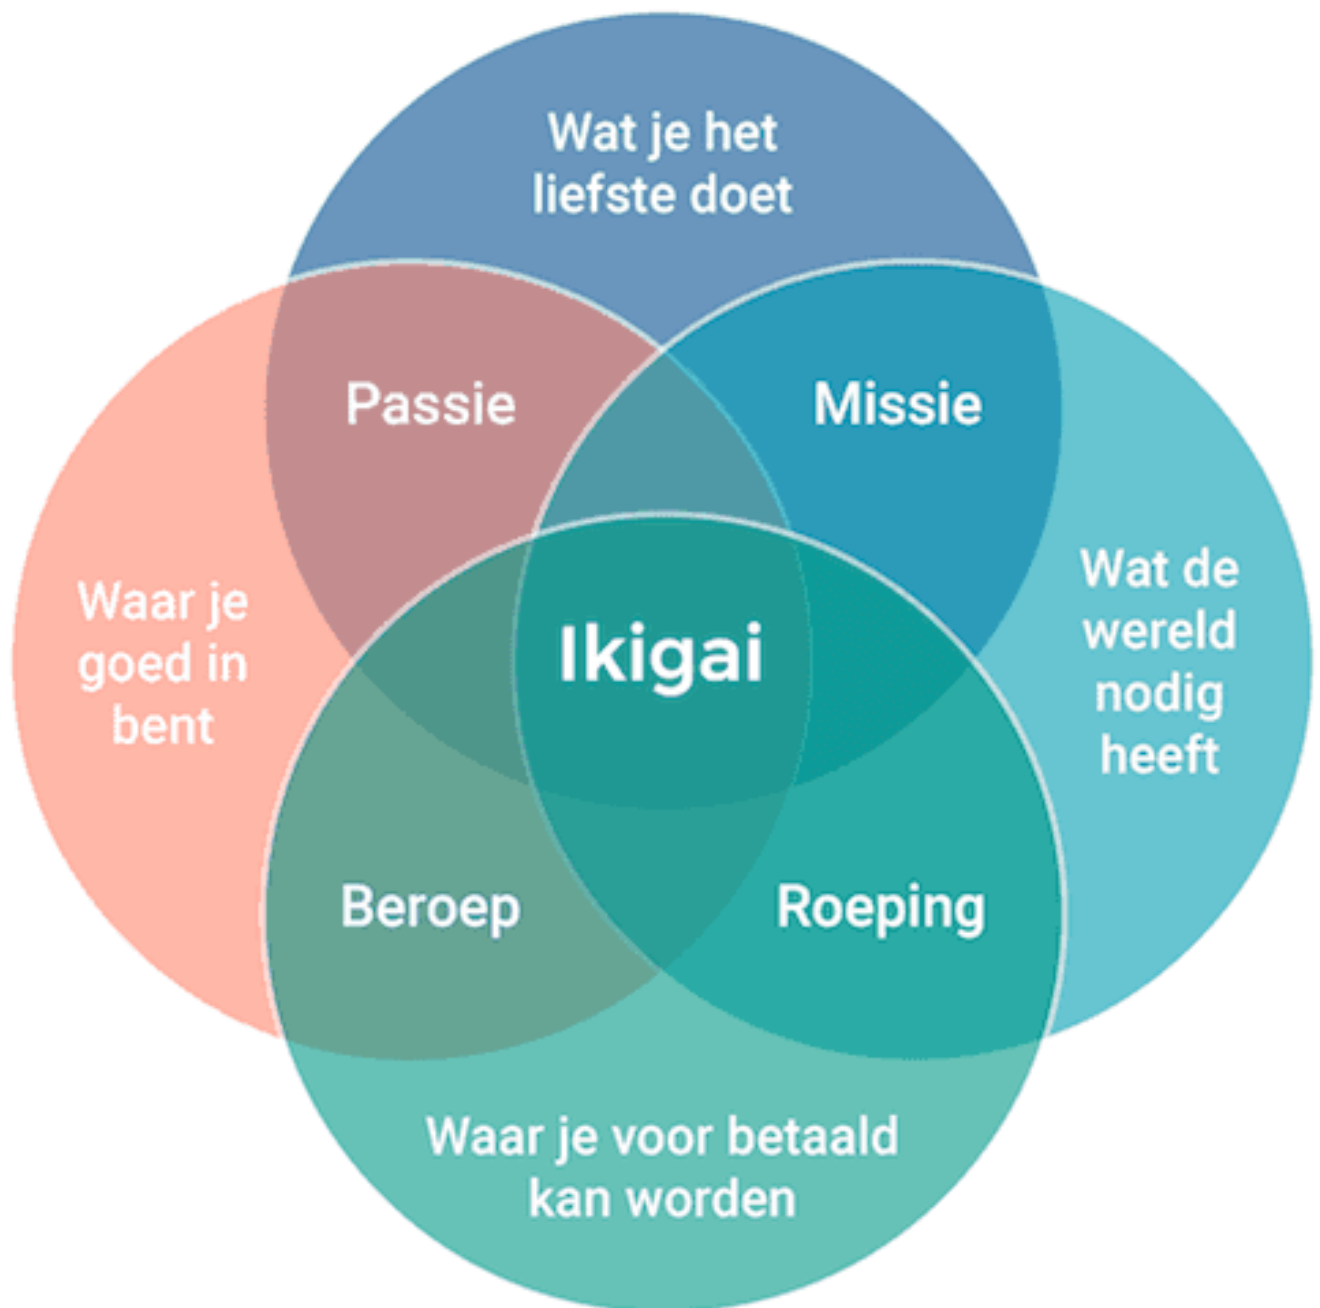 Wat je het
liefste doet
Passie
Missie
Waar je
goed in
bent
Ikigai
Wat de
wereld
nodig
heeft
Beroep
Roeping
Waar je voor betaald
kan worden